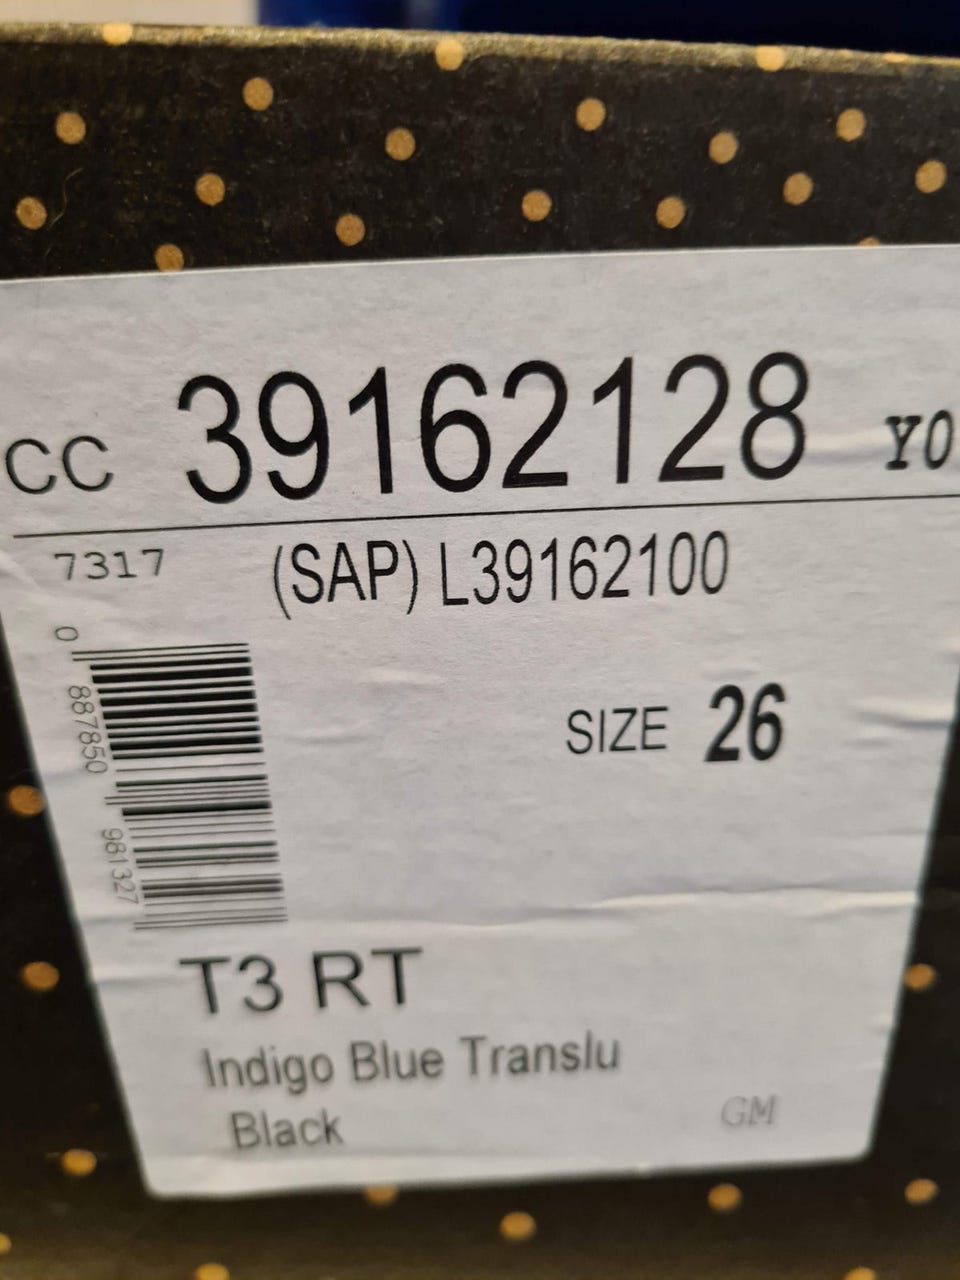 CC 39162128 YO
7317 (SAP) L39162100
0 887850 981327
SIZE 26
T3 RT
Indigo Blue Translu
Black
GM